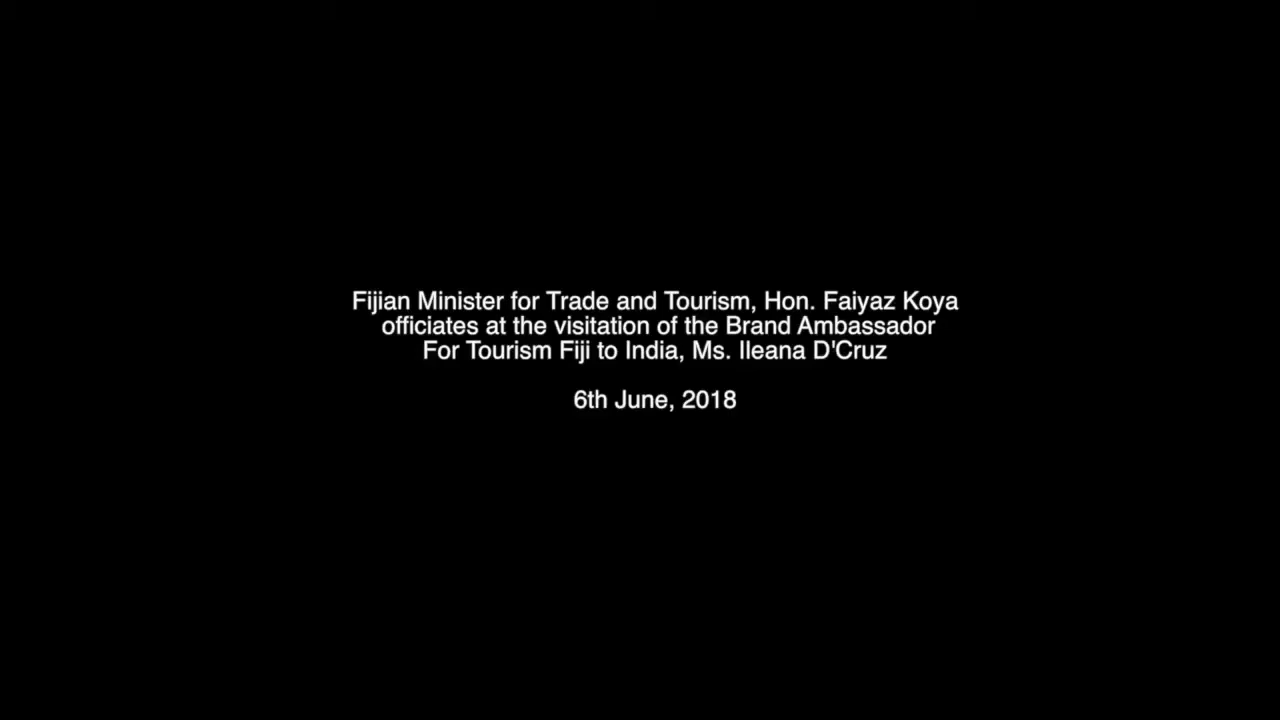 Fijian Minister for Trade and Tourism, Hon. Faiyaz Koya
officiates at the visitation of the Brand Ambassador
For Tourism Fiji to India, Ms. Ileana D'Cruz
6th June, 2018